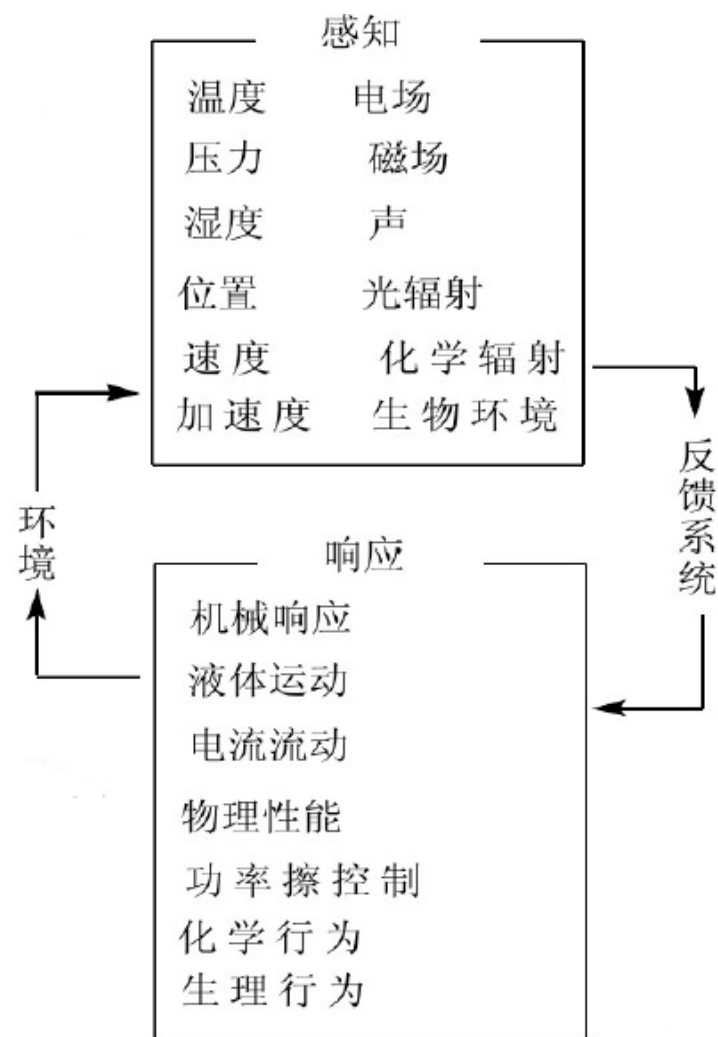 感知
温度 电场
压力 磁场
湿度 声
位置 光辐射
速度 化学辐射
加速度 生物环境
反馈系统
环境
响应
机械响应
液体运动
电流流动
物理性能
功率擦控制
化学行为
生理行为